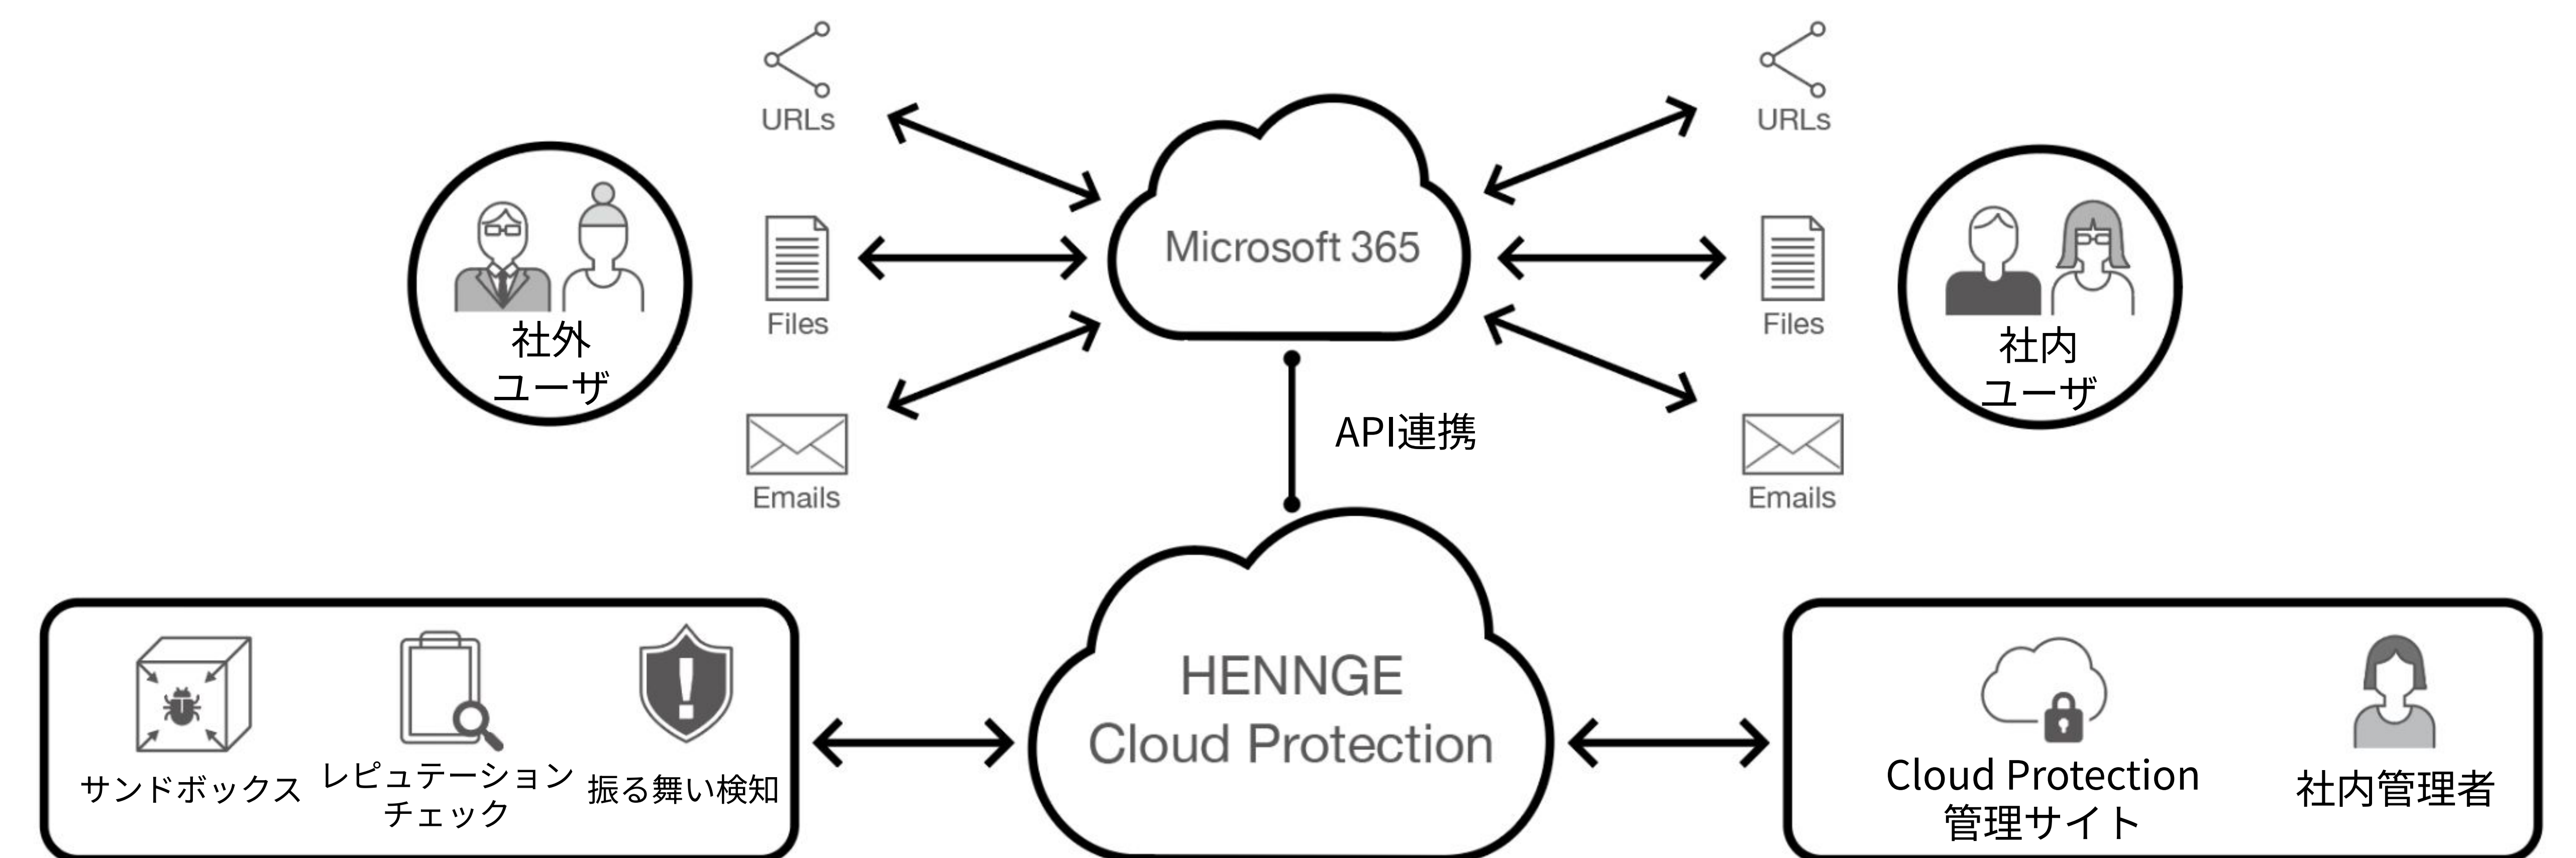 URLs
URLs
Microsoft 365
Files
Files
社外
ユーザ
社内
ユーザ
API連携
Emails
Emails
HENNGE
Cloud Protection
サンドボックス
レピュテーション
チェック
振る舞い検知
Cloud Protection
管理サイト
社内管理者